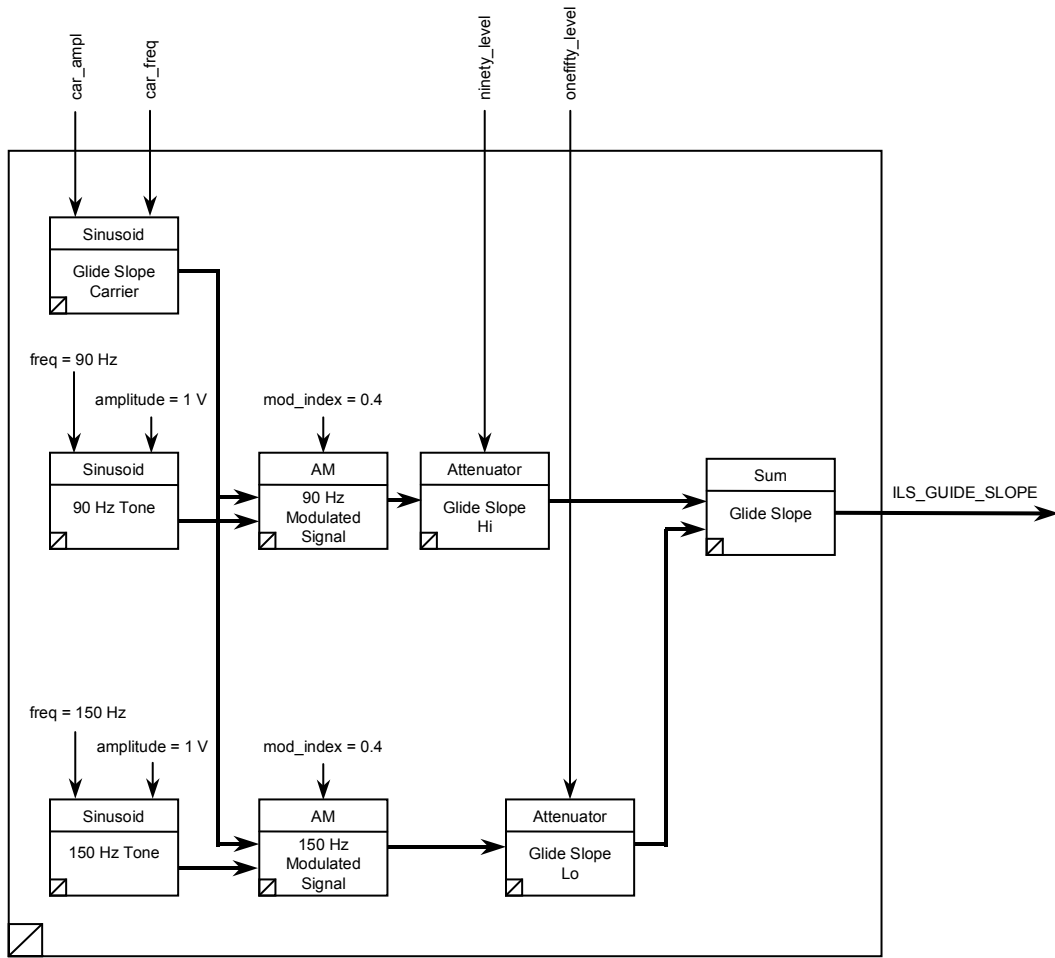 car_ampl
car_freq
ninety_level
onefifty_level
Sinusoid
Glide Slope
Carrier
freq = 90 Hz
amplitude = 1 V
mod_index = 0.4
Sinusoid
90 Hz Tone
AM
90 Hz
Modulated
Signal
Attenuator
Glide Slope
Hi
Sum
Glide Slope
ILS_GUIDE_SLOPE
freq = 150 Hz
amplitude = 1 V
mod_index = 0.4
Sinusoid
150 Hz Tone
AM
150 Hz
Modulated
Signal
Attenuator
Glide Slope
Lo